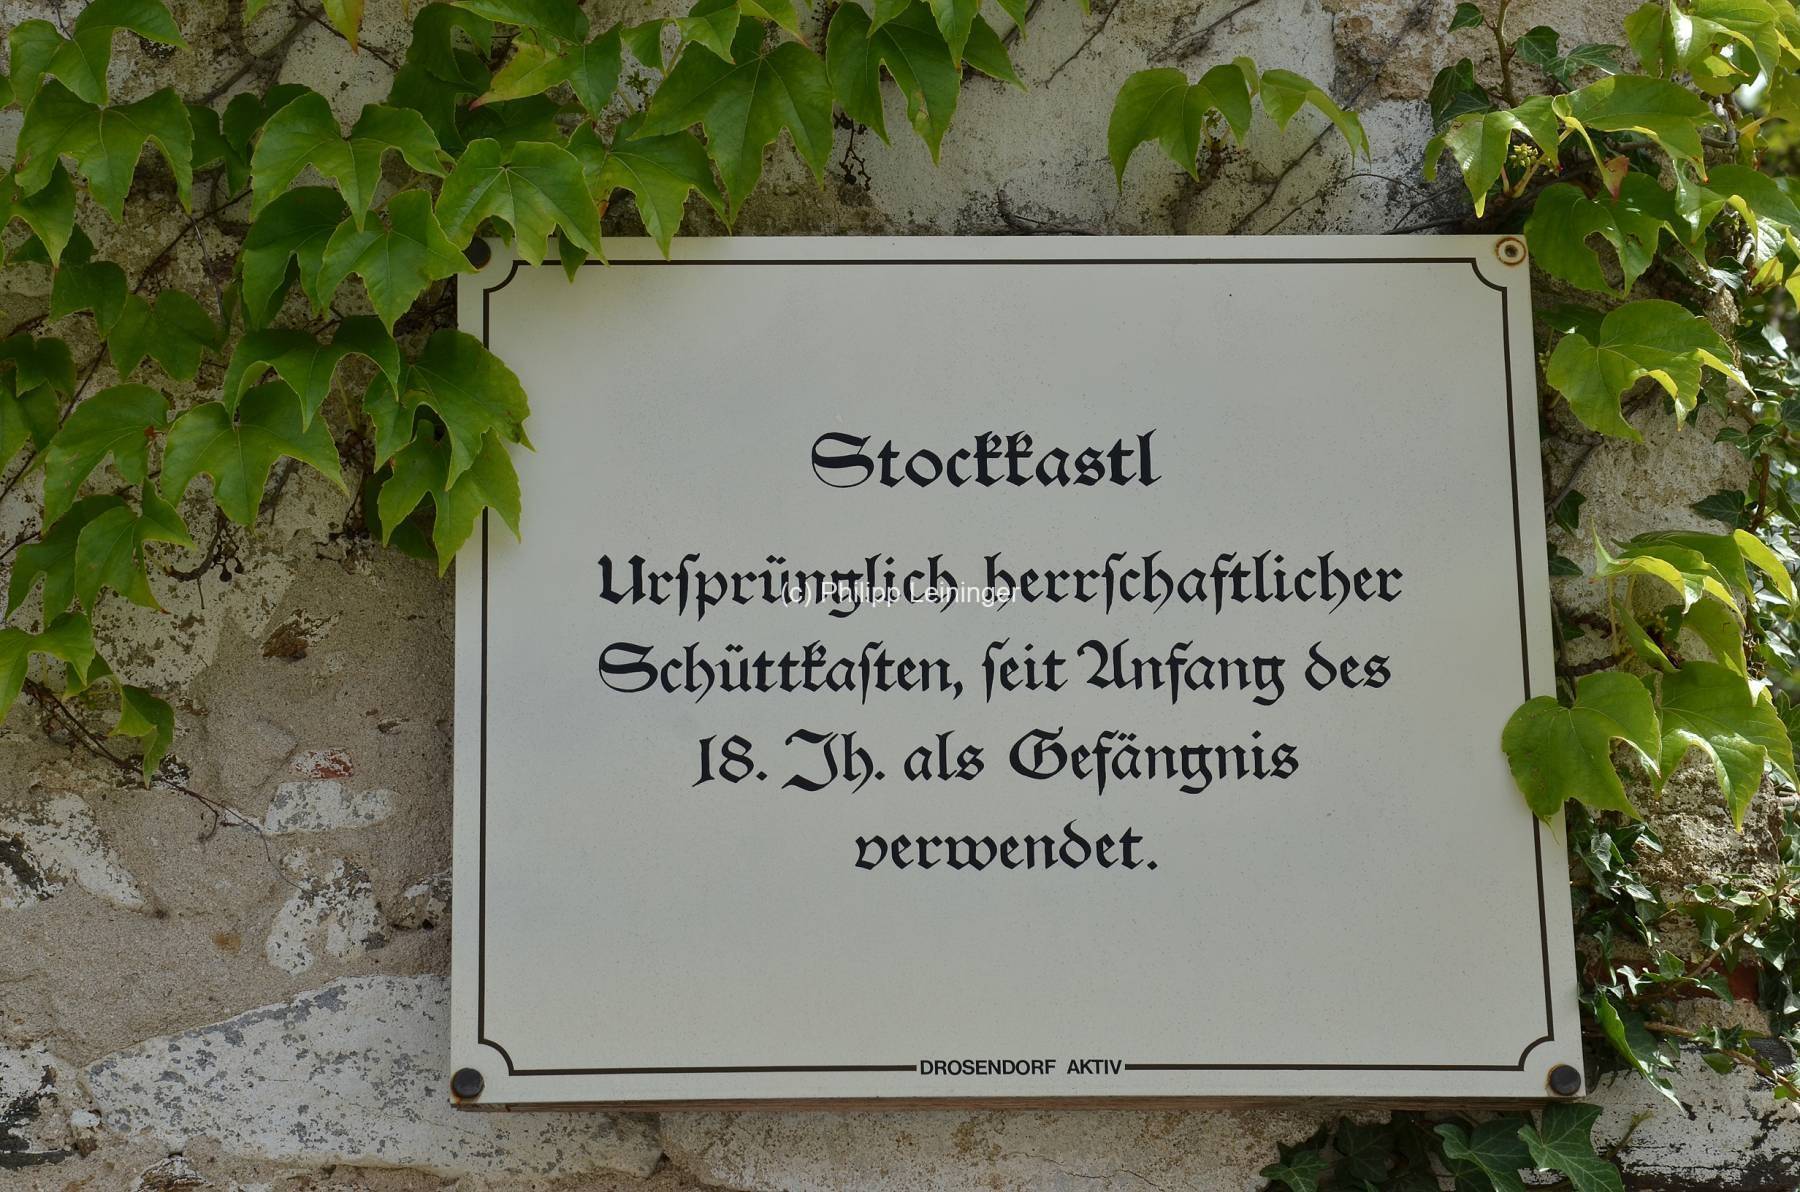 Stockkastl
Urſprünglich herrſchaftlicher
(c) Philipp Leininger
Schüttkaſten, ſeit Anfang des
18. Jh. als Gefängnis
verwendet.
DROSENDORF AKTIV